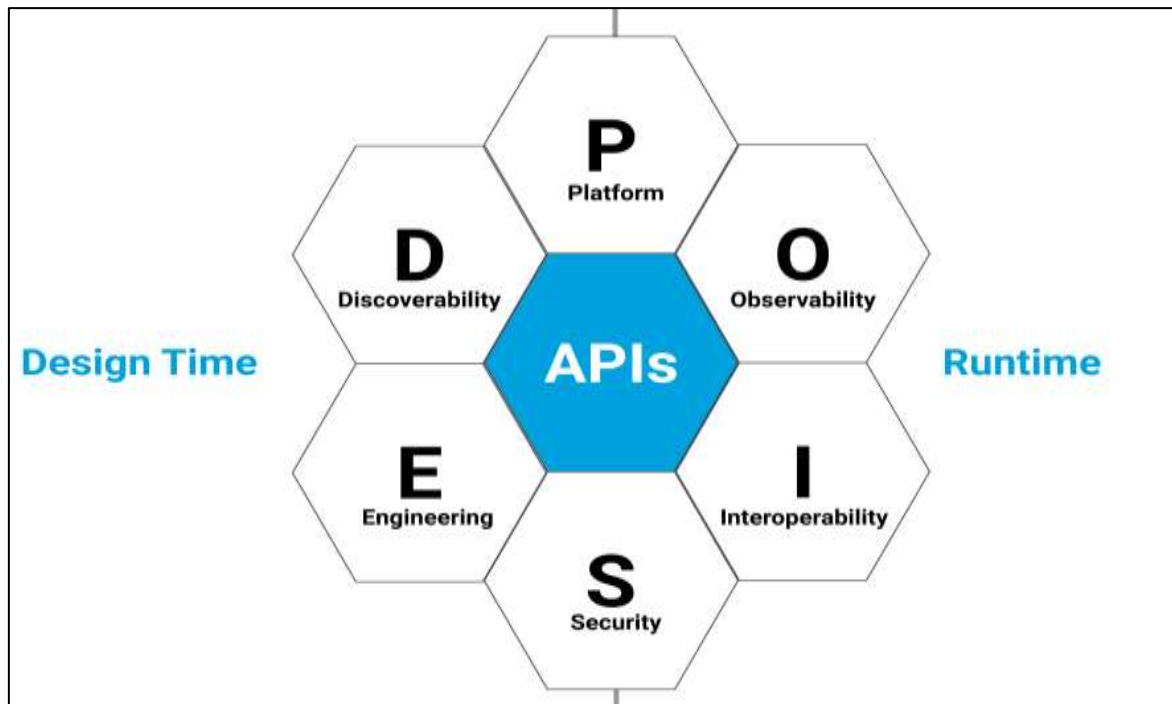 P
Platform
D
Discoverability
O
Observability
Design Time
APIs
Runtime
E
Engineering
I
Interoperability
S
Security